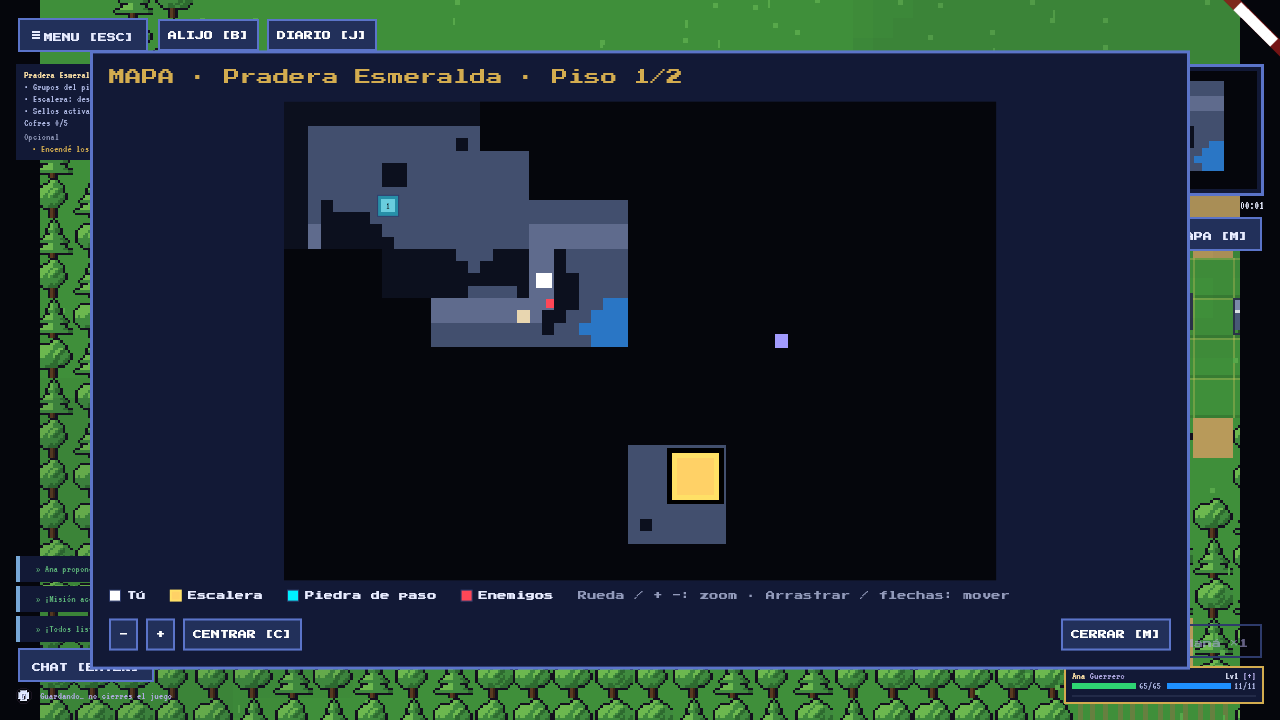 ≡MENU [ESC]
ALIJO [B]
DIARIO [J]
MAPA · Pradera Esmeralda · Piso 1/2
Pradera Esmeral
• Grupos del pi
• Escalera: des
• Sellos activa
Cofres 0/5
Opcional
• Encendé los
1
00:01
APA [M]
» Ana propon
» ¡Misión ac
» ¡Todos lis
Tú
Escalera
Piedra de paso
Enemigos
Rueda / + -: zoom · Arrastrar / flechas: mover
-
+
CENTRAR [C]
CERRAR [M]
CHAT [ENTER]
Guardando… no cierres el juego
Ana Guerrero
Lv1 [+]
65/65
11/11